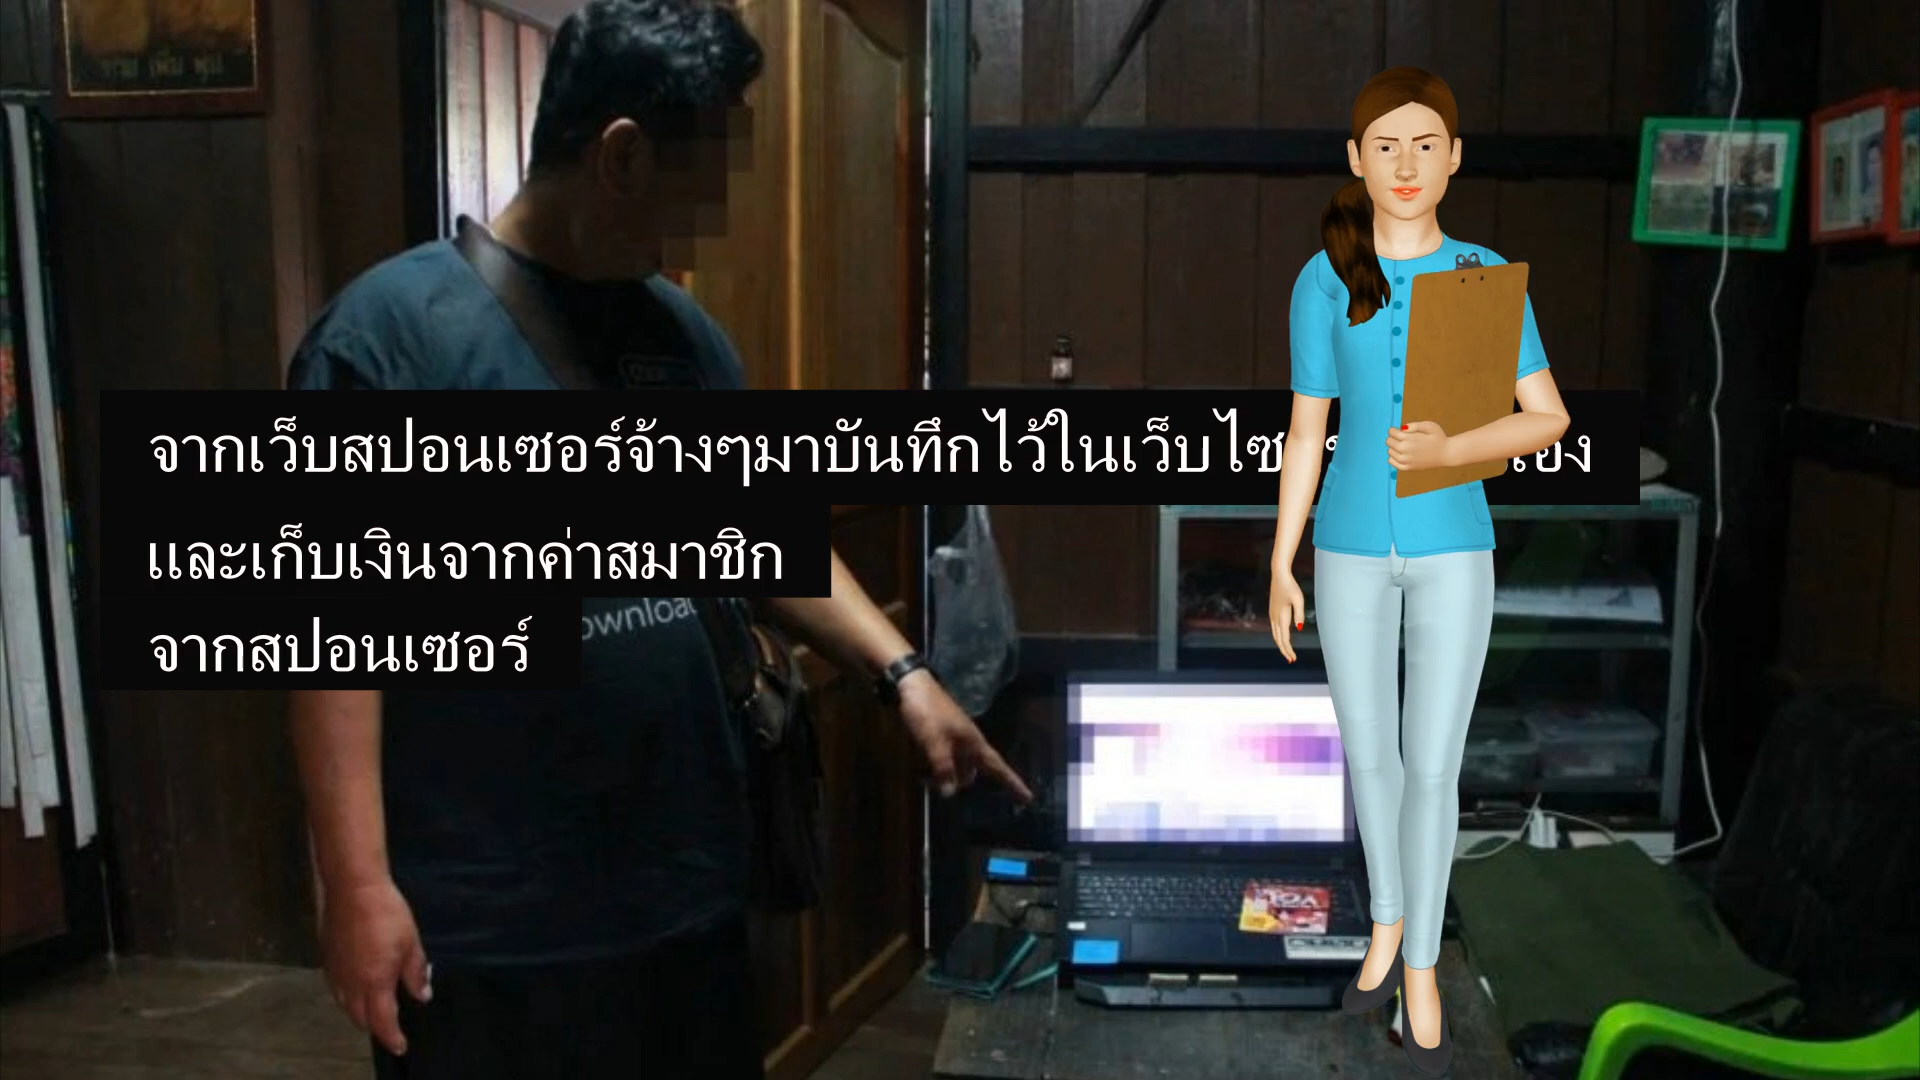 จากเว็บสปอนเซอร์จ้างๆมาบันทึกไว้ในเว็บไซ
และเก็บเงินจากค่าสมาชิก
จากสปอนเซอร์